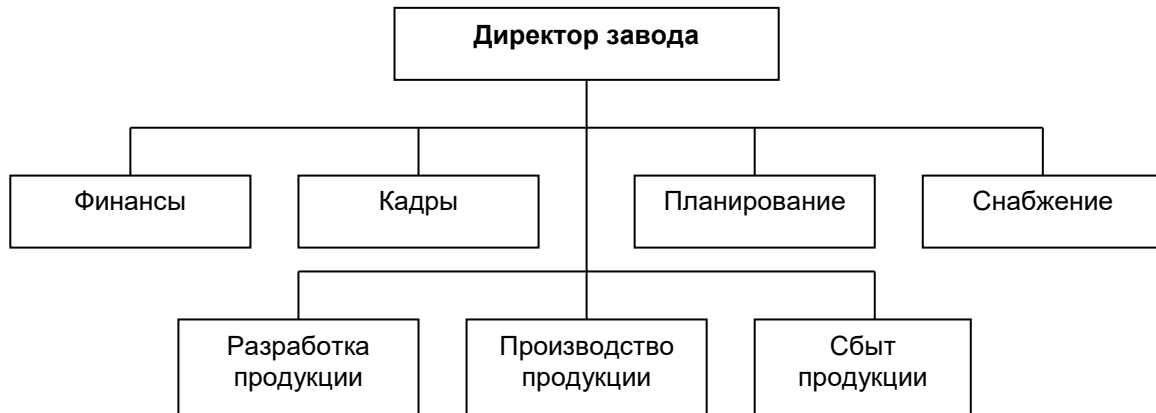 Директор завода
Финансы
Кадры
Планирование
Снабжение
Разработка
продукции
Производство
продукции
Сбыт
продукции